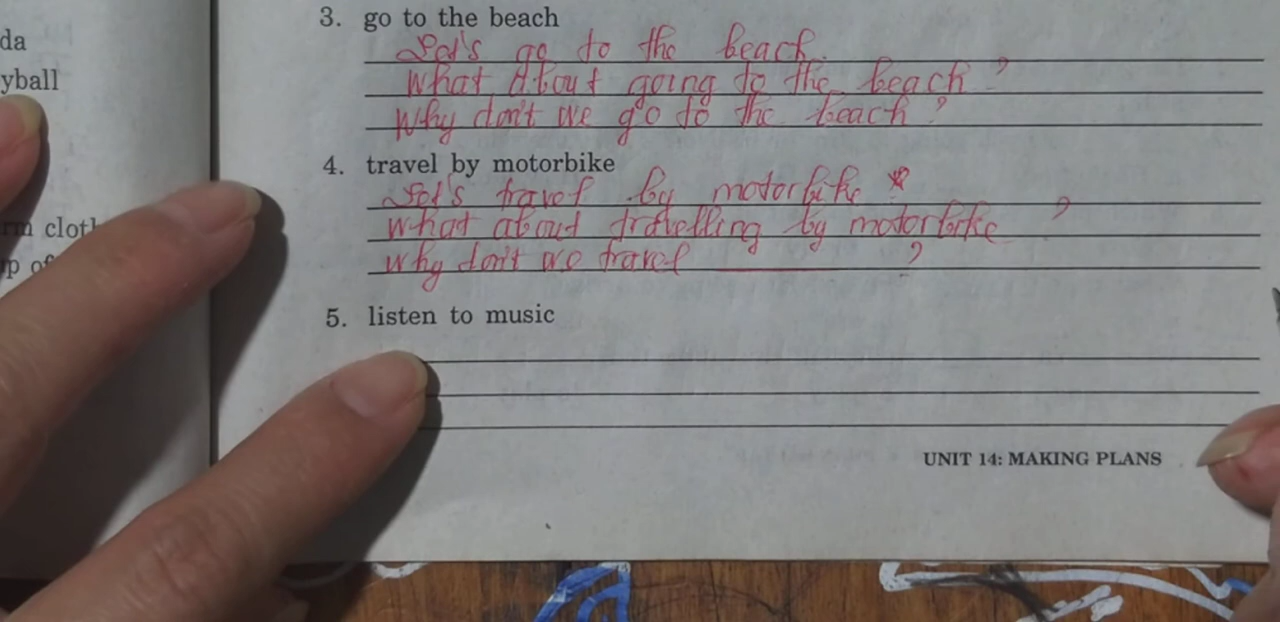 da
yball
clot
p of
3. go to the beach
Let's go to the beach.
What about going to the beach ?
Why don't we go to the beach ?
4. travel by motorbike
Let's travel by motorbike
What about travelling by motorbike ?
Why don't we travel ________ ?
5. listen to music
UNIT 14: MAKING PLANS